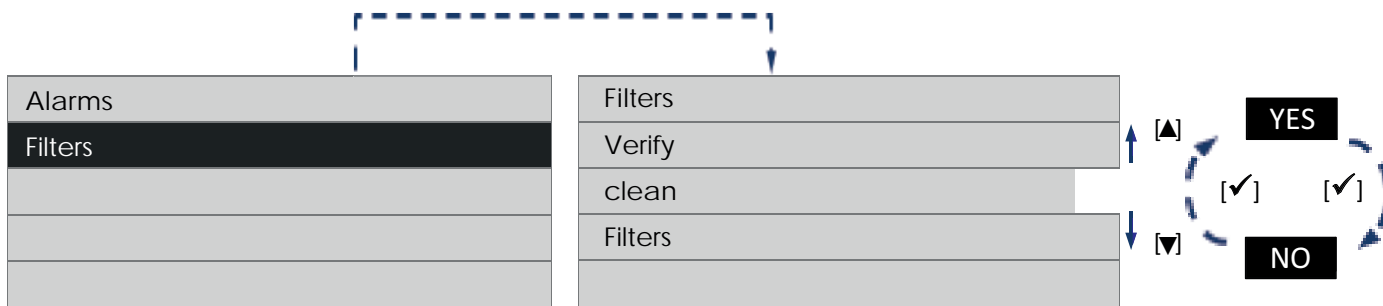 Alarms
Filters
Filters
Verify
clean
Filters
[▲]
[▼]
YES
[✔] [✔]
NO